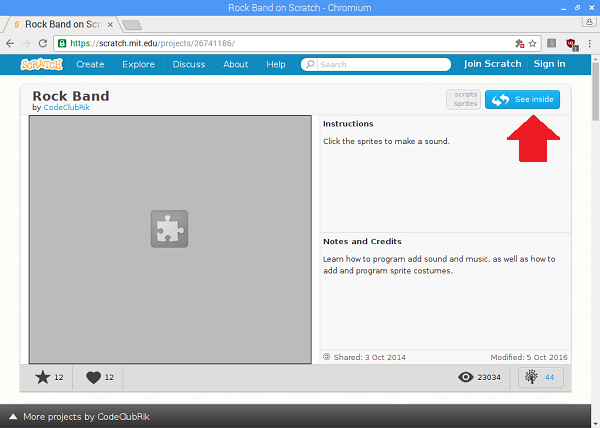 Rock Band on Scratch - Chromium
Rock Band on Scratch
https://scratch.mit.edu/projects/26741186/
SCRATCH Create Explore Discuss About Help Search Join Scratch Sign in
Rock Band
by CodeClubRik
scripts
sprites
See inside
Instructions
Click the sprites to make a sound.
Notes and Credits
Learn how to program add sound and music, as well as how to
add and program sprite costumes.
Shared: 3 Oct 2014 Modified: 5 Oct 2016
12 12 23034 44
More projects by CodeClubRik